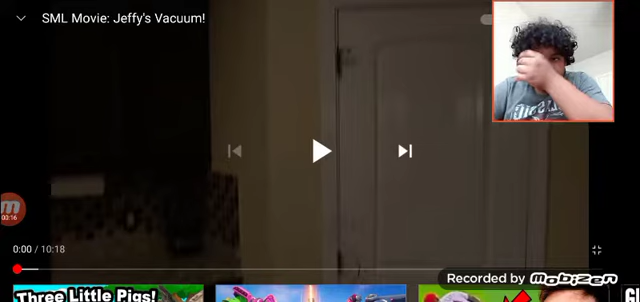 SML Movie: Jeffy's Vacuum!
m
00:16
0:00 / 10:18
Recorded by mobizen
Three Little Pigs!